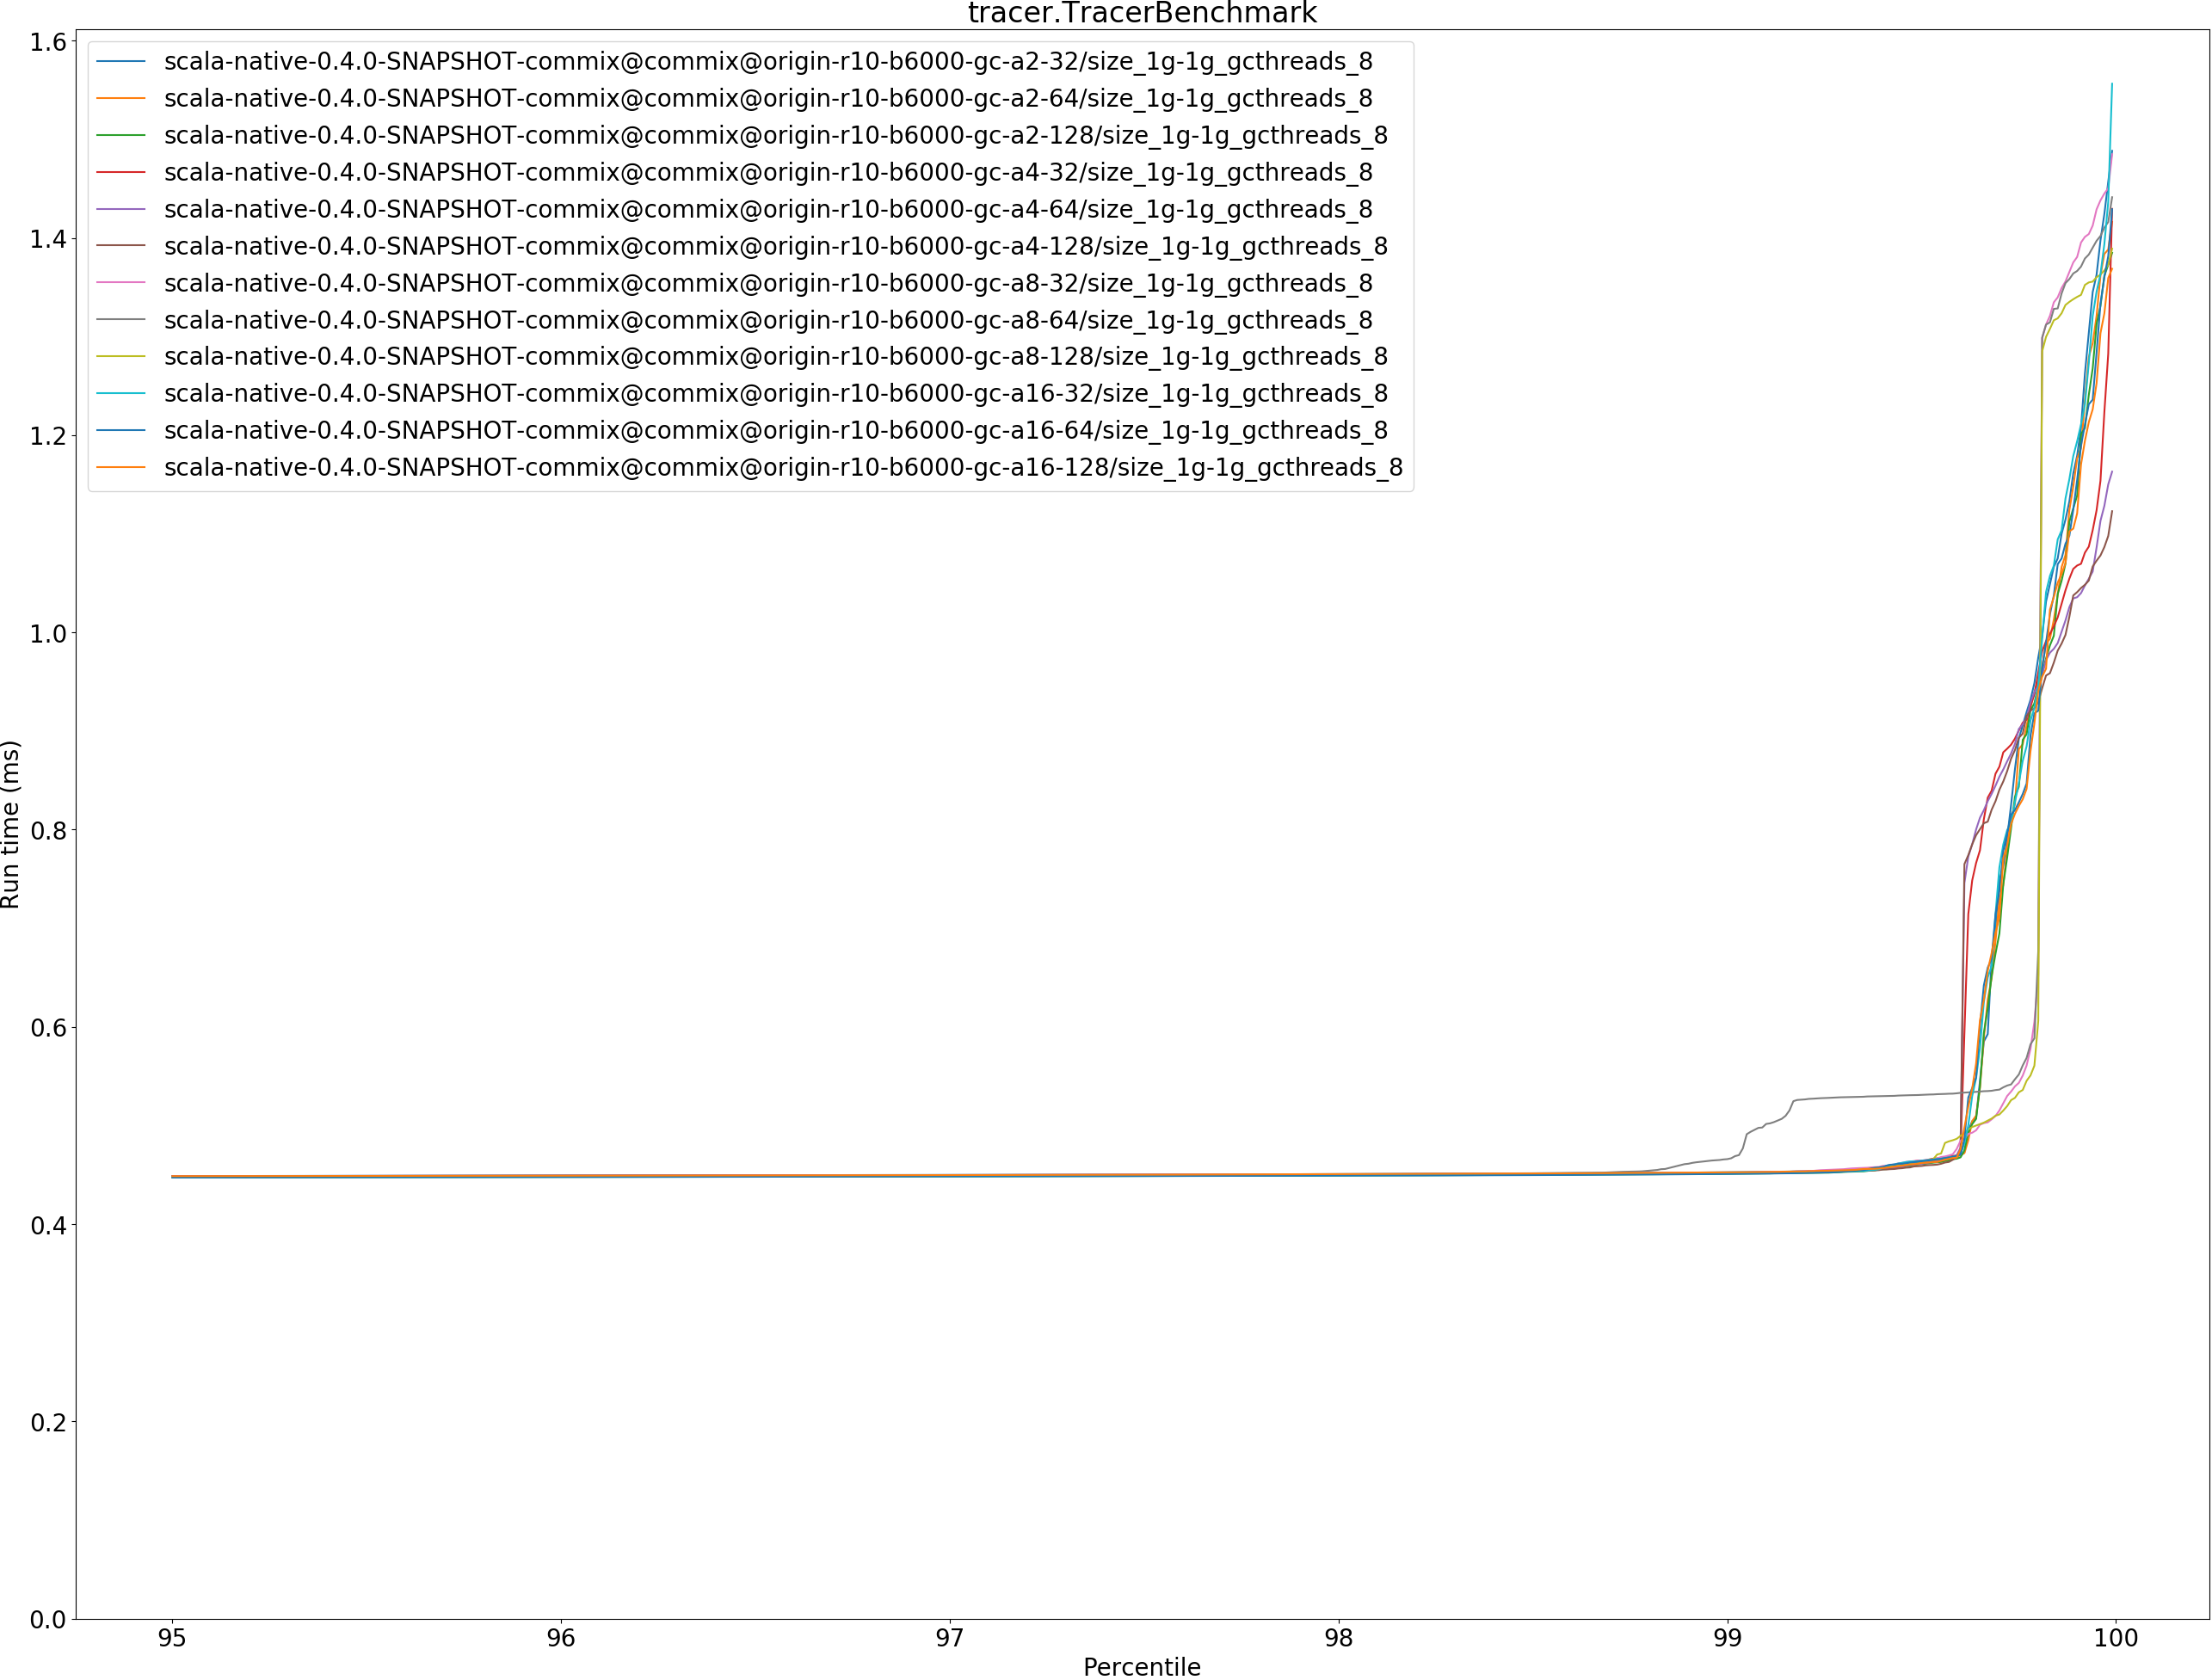 tracer.TracerBenchmark
scala-native-0.4.0-SNAPSHOT-commix@commix@origin-r10-b6000-gc-a2-32/size_1g-1g_gcthreads_8
scala-native-0.4.0-SNAPSHOT-commix@commix@origin-r10-b6000-gc-a2-64/size_1g-1g_gcthreads_8
scala-native-0.4.0-SNAPSHOT-commix@commix@origin-r10-b6000-gc-a2-128/size_1g-1g_gcthreads_8
scala-native-0.4.0-SNAPSHOT-commix@commix@origin-r10-b6000-gc-a4-32/size_1g-1g_gcthreads_8
scala-native-0.4.0-SNAPSHOT-commix@commix@origin-r10-b6000-gc-a4-64/size_1g-1g_gcthreads_8
scala-native-0.4.0-SNAPSHOT-commix@commix@origin-r10-b6000-gc-a4-128/size_1g-1g_gcthreads_8
scala-native-0.4.0-SNAPSHOT-commix@commix@origin-r10-b6000-gc-a8-32/size_1g-1g_gcthreads_8
scala-native-0.4.0-SNAPSHOT-commix@commix@origin-r10-b6000-gc-a8-64/size_1g-1g_gcthreads_8
scala-native-0.4.0-SNAPSHOT-commix@commix@origin-r10-b6000-gc-a8-128/size_1g-1g_gcthreads_8
scala-native-0.4.0-SNAPSHOT-commix@commix@origin-r10-b6000-gc-a16-32/size_1g-1g_gcthreads_8
scala-native-0.4.0-SNAPSHOT-commix@commix@origin-r10-b6000-gc-a16-64/size_1g-1g_gcthreads_8
scala-native-0.4.0-SNAPSHOT-commix@commix@origin-r10-b6000-gc-a16-128/size_1g-1g_gcthreads_8
Run time (ms)
1.6
1.4
1.2
1.0
0.8
0.6
0.4
0.2
0.0
95 96 97 98 99 100
Percentile